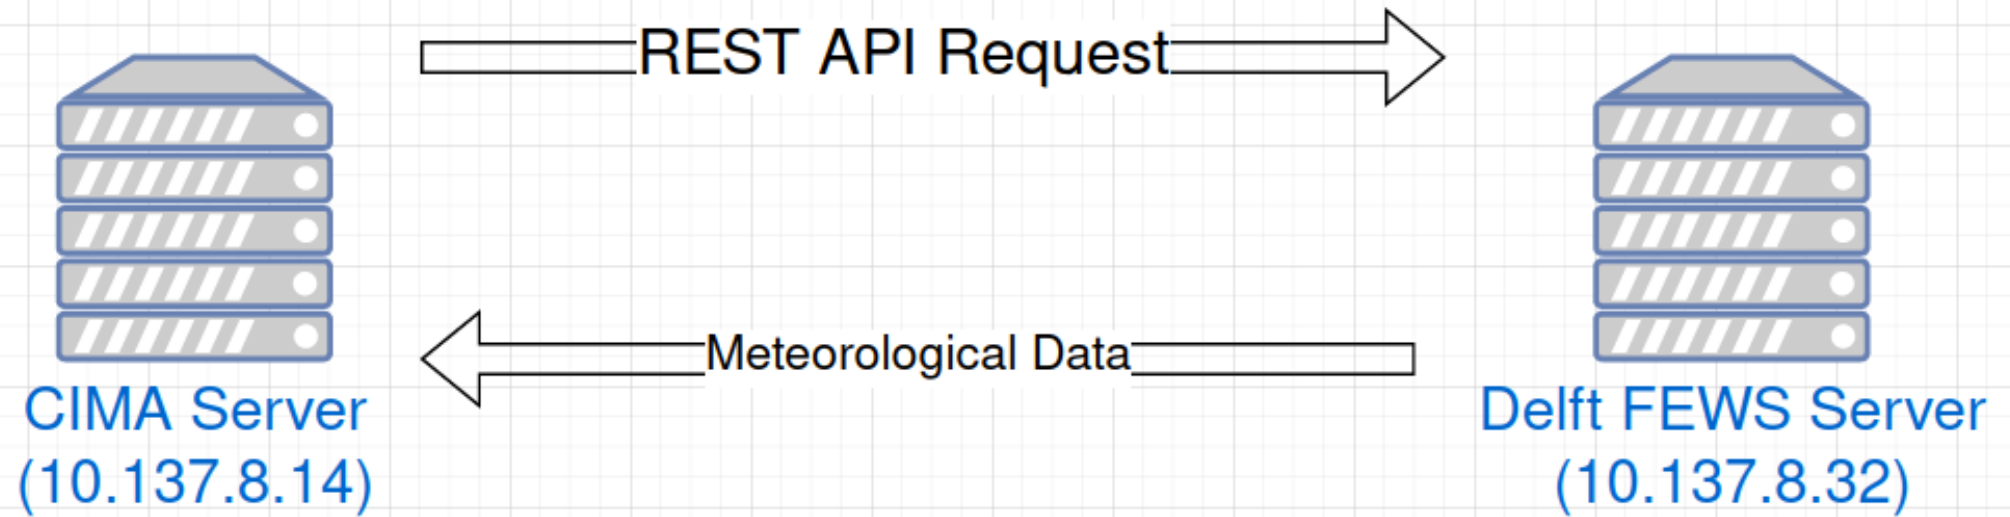 REST API Request
Meteorological Data
CIMA Server
(10.137.8.14)
Delft FEWS Server
(10.137.8.32)